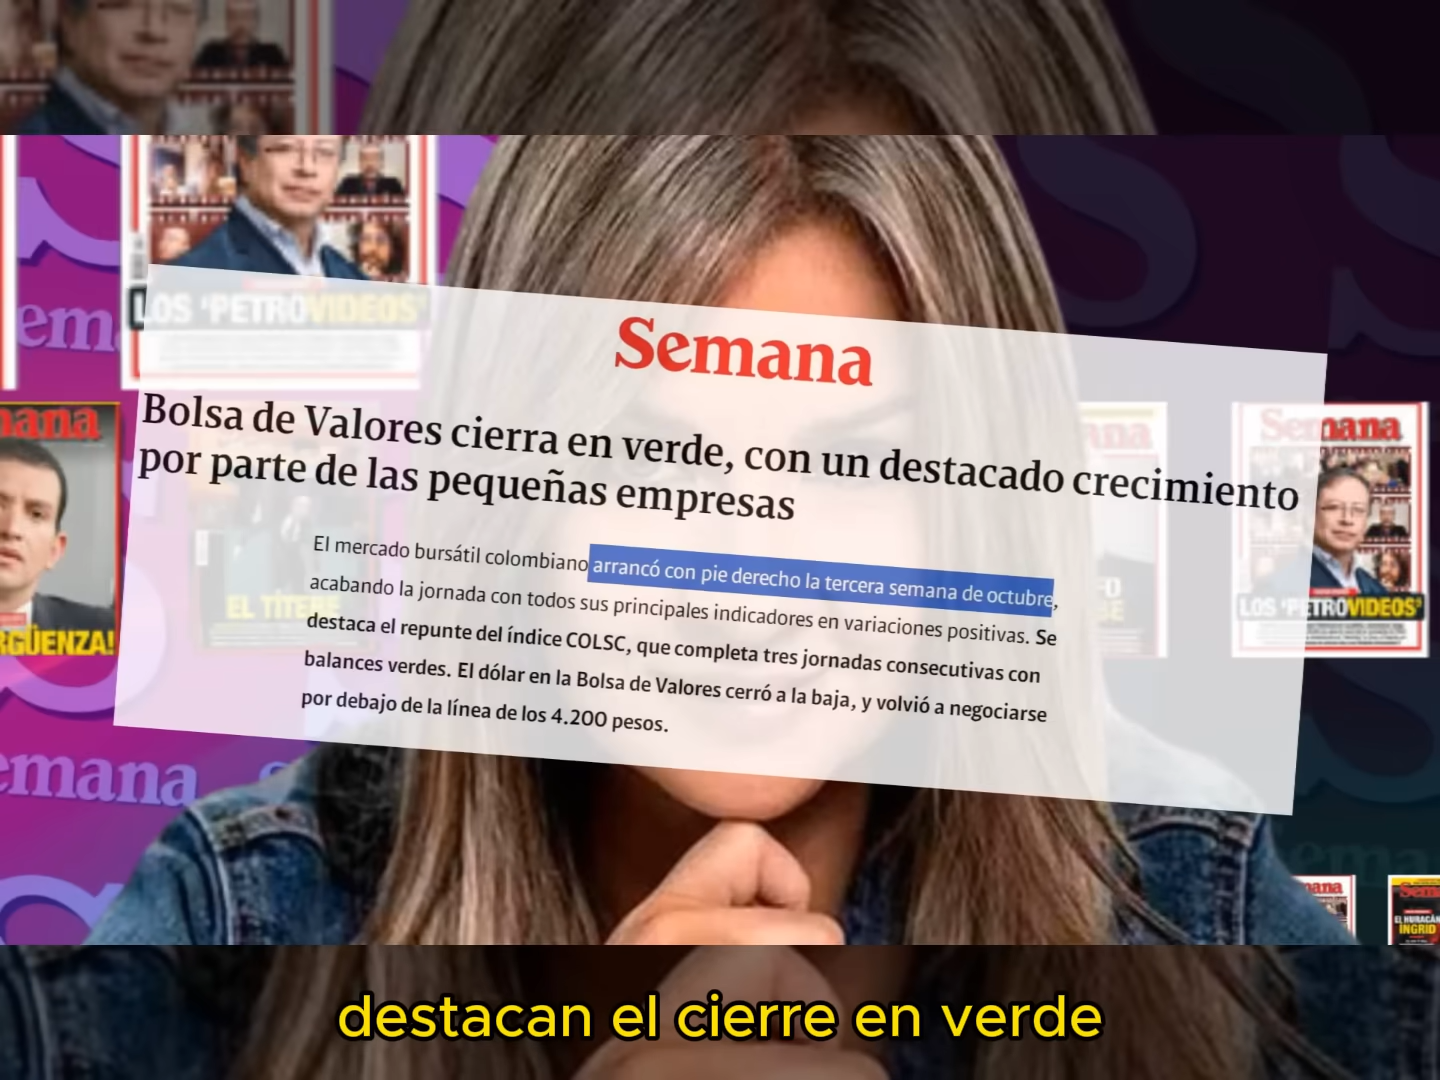 LOS 'PETROVIDEOS'
Semana
Bolsa de Valores cierra en verde, con un destacado crecimiento
por parte de las pequeñas empresas
El mercado bursátil colombiano arrancó con pie derecho la tercera semana de octubre,
acabando la jornada con todos sus principales indicadores en variaciones positivas. Se
destaca el repunte del índice COLSC, que completa tres jornadas consecutivas con
balances verdes. El dólar en la Bolsa de Valores cerró a la baja, y volvió a negociarse
por debajo de la línea de los 4.200 pesos.
EL TÍTERE
Semana
LOS 'PETROVIDEOS'
EL HURACÁN
INGRID
destacan el cierre en verde